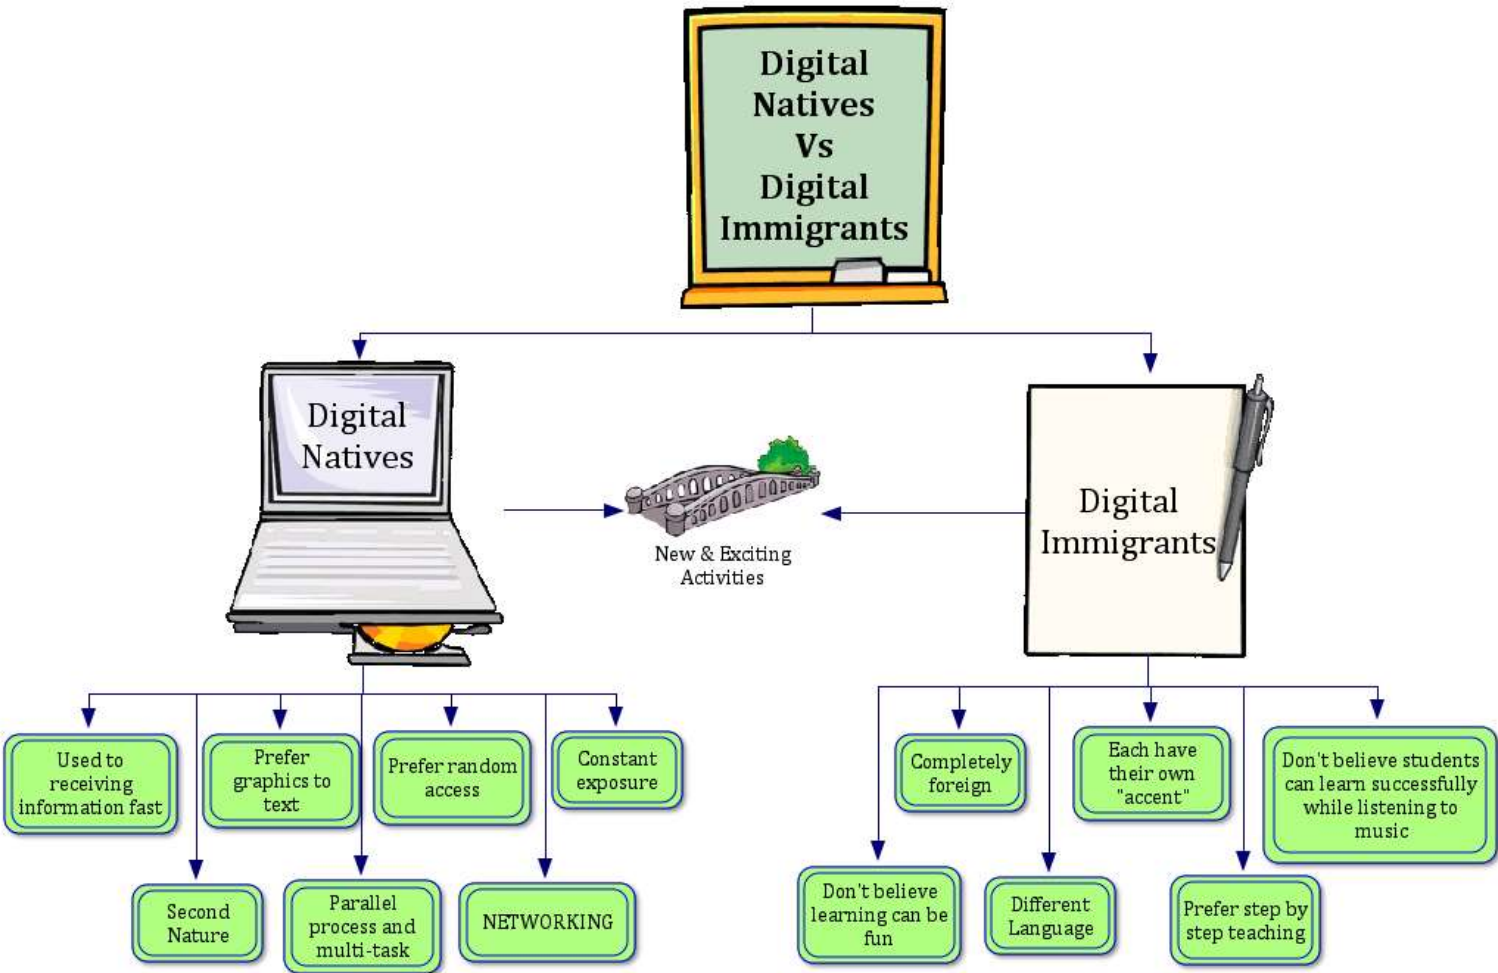 Digital
Natives
Vs
Digital
Immigrants
Digital
Natives
New & Exciting
Activities
Digital
Immigrants
Used to
receiving
information fast
Prefer
graphics to
text
Prefer random
access
Constant
exposure
Second
Nature
Parallel
process and
multi-task
NETWORKING
Completely
foreign
Each have
their own
"accent"
Don't believe students
can learn successfully
while listening to
music
Don't believe
learning can be
fun
Different
Language
Prefer step by
step teaching